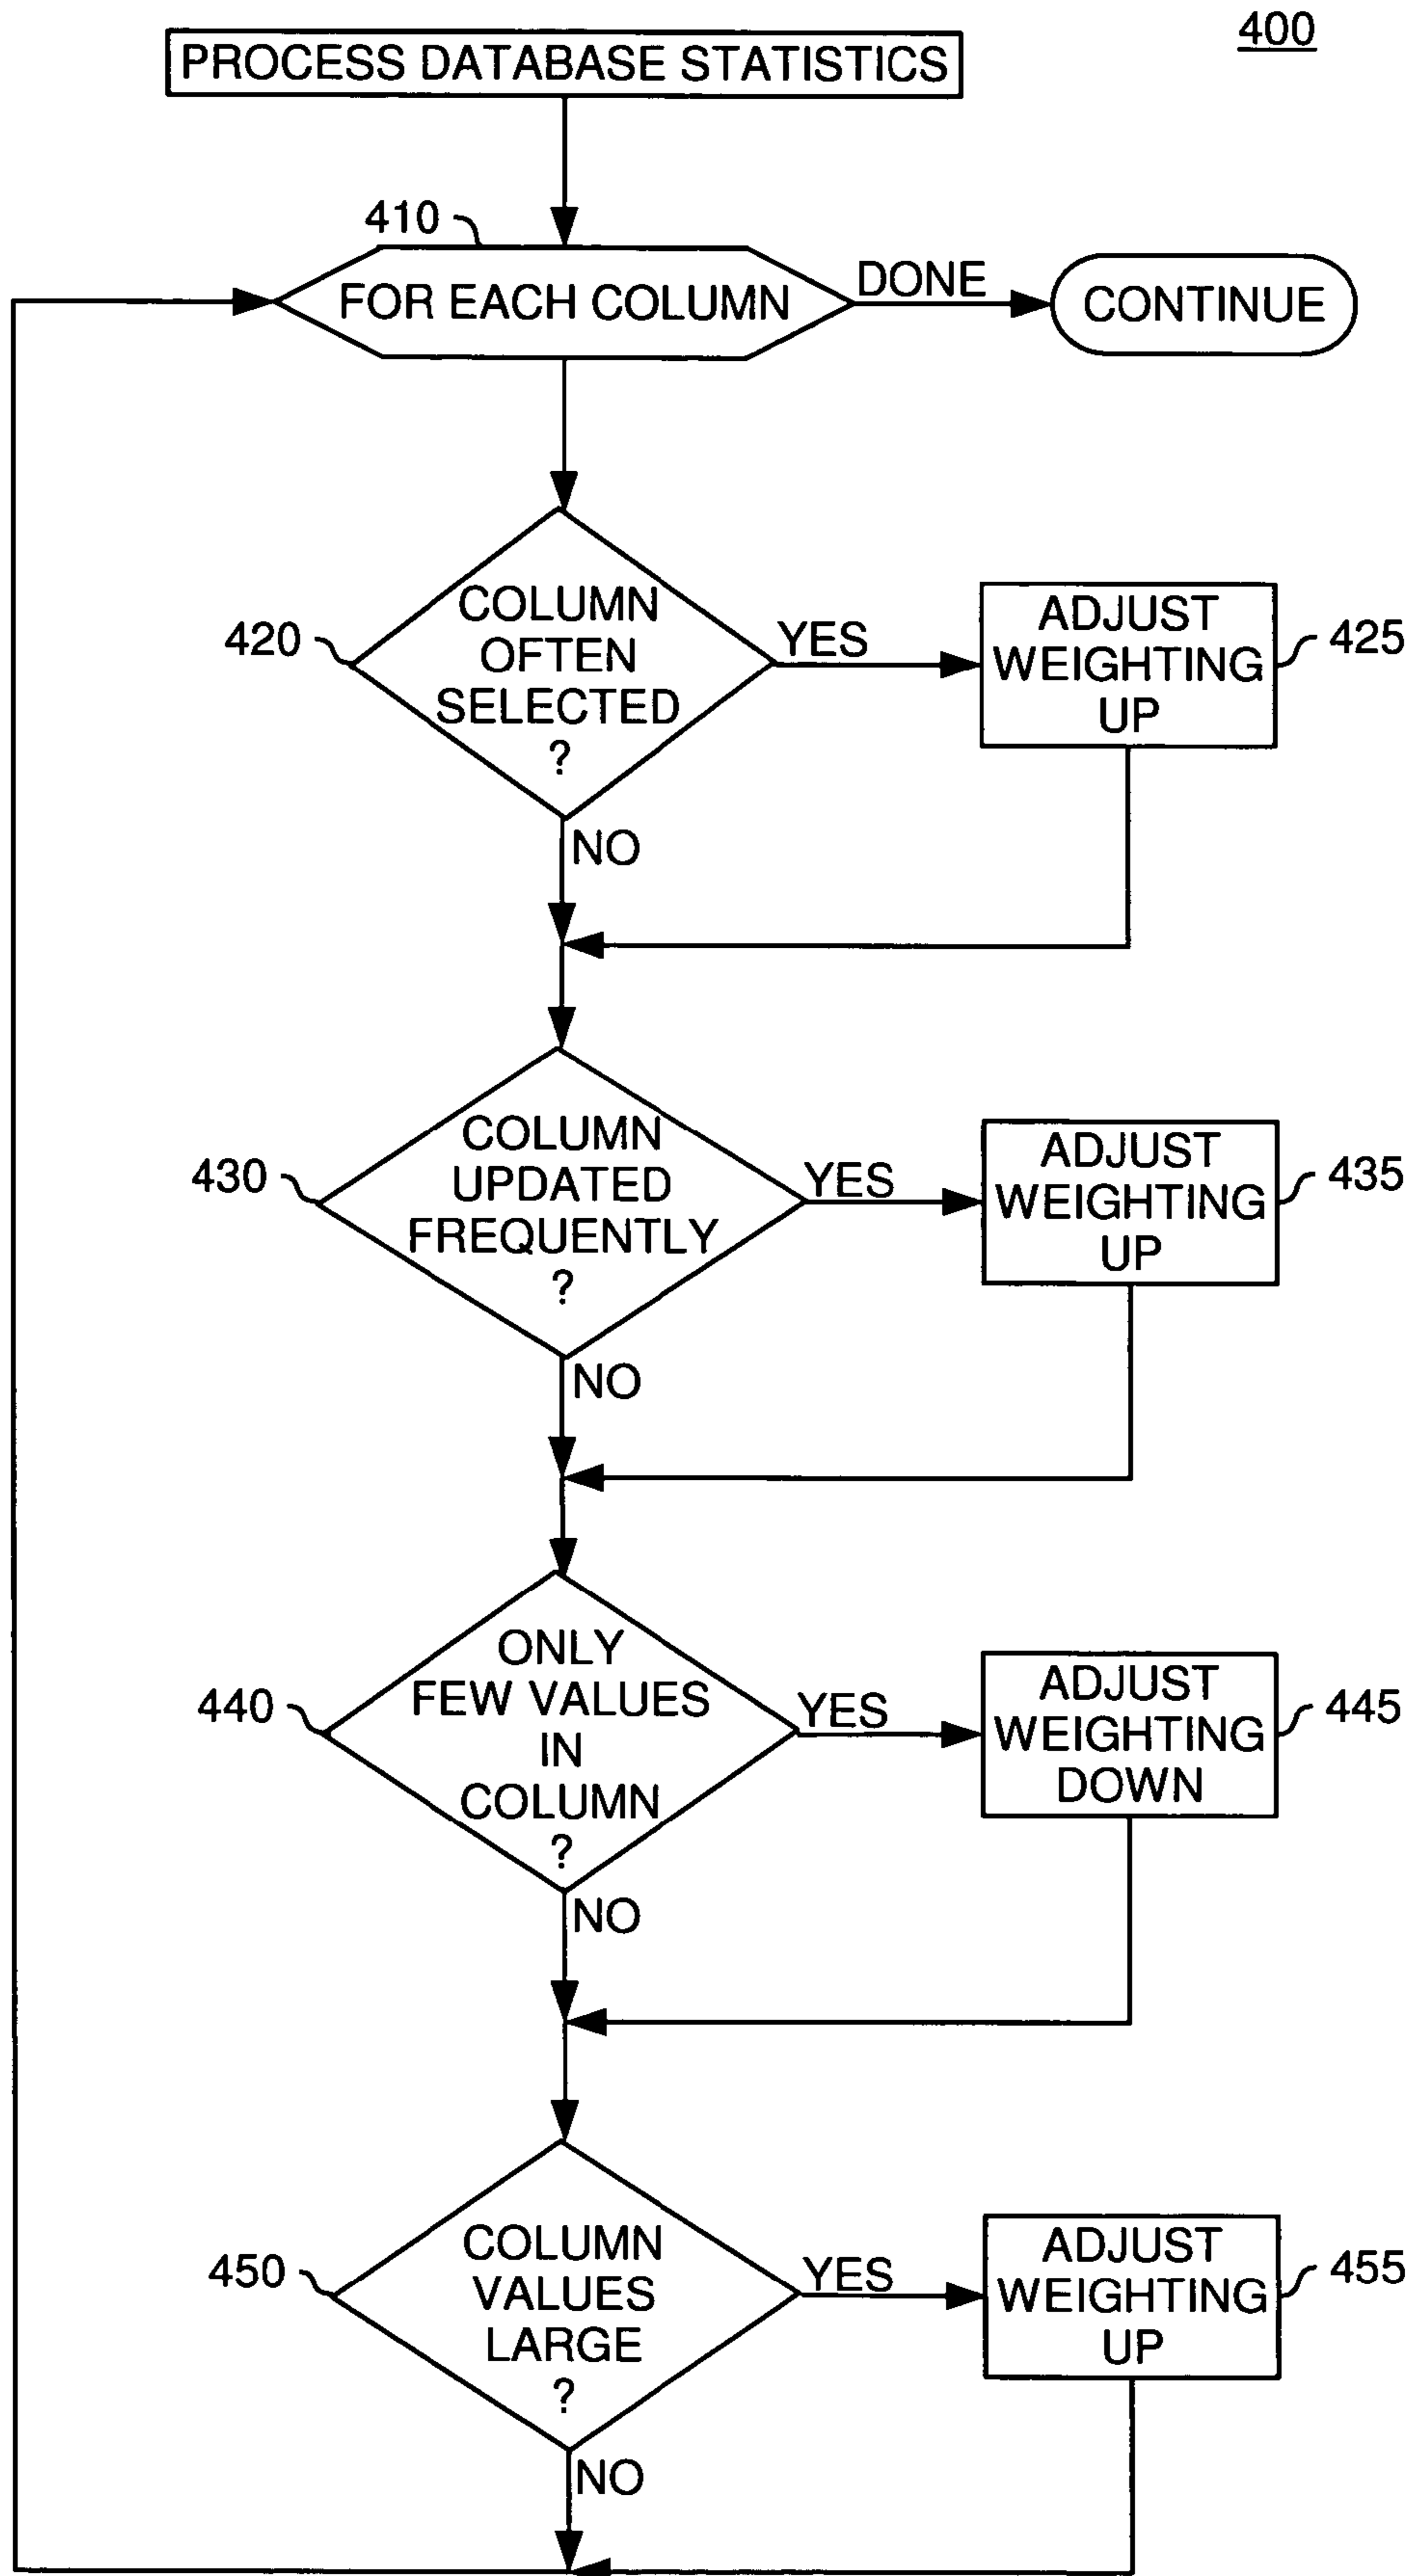 400
PROCESS DATABASE STATISTICS
410
FOR EACH COLUMN
DONE
CONTINUE
420
COLUMN
OFTEN
SELECTED
?
YES
ADJUST
WEIGHTING
UP
425
NO
430
COLUMN
UPDATED
FREQUENTLY
?
YES
ADJUST
WEIGHTING
UP
435
NO
440
ONLY
FEW VALUES
IN
COLUMN
?
YES
ADJUST
WEIGHTING
DOWN
445
NO
450
COLUMN
VALUES
LARGE
?
YES
ADJUST
WEIGHTING
UP
455
NO